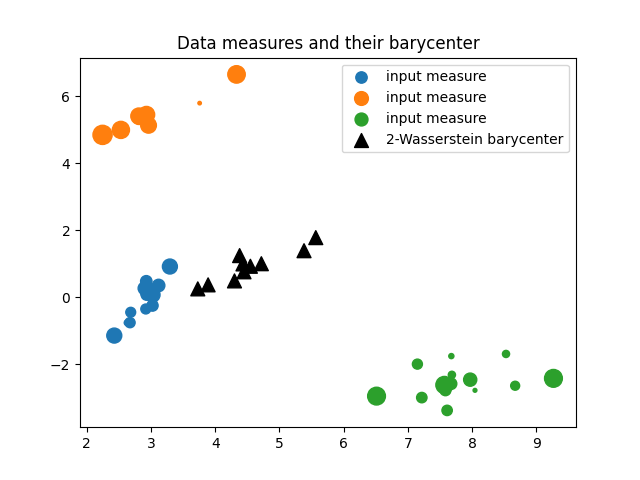 Data measures and their barycenter
input measure
input measure
input measure
2-Wasserstein barycenter
6
4
2
0
−2
2 3 4 5 6 7 8 9